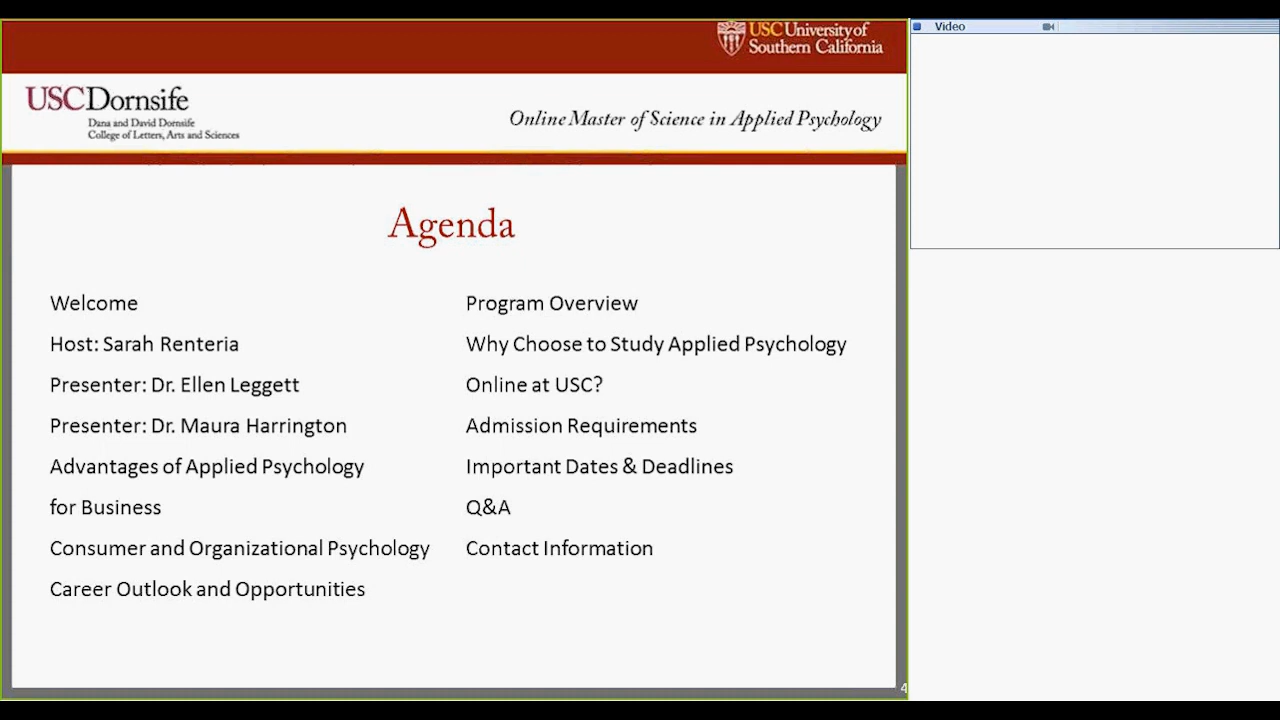 USC University of
Southern California
Video
USC Dornsife
Dana and David Dornsife
College of Letters, Arts and Sciences
Online Master of Science in Applied Psychology
Agenda
Welcome
Host: Sarah Renteria
Presenter: Dr. Ellen Leggett
Presenter: Dr. Maura Harrington
Advantages of Applied Psychology
for Business
Consumer and Organizational Psychology
Career Outlook and Opportunities
Program Overview
Why Choose to Study Applied Psychology
Online at USC?
Admission Requirements
Important Dates & Deadlines
Q&A
Contact Information
4